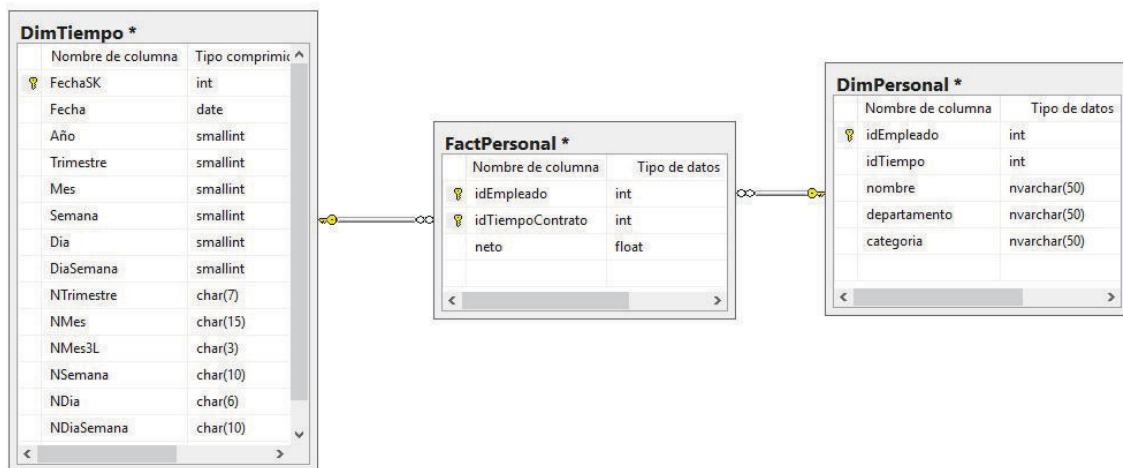 DimTiempo *
Nombre de columna Tipo comprimic
FechaSK int
Fecha date
Año smallint
Trimestre smallint
Mes smallint
Semana smallint
Dia smallint
DiaSemana smallint
NTrimestre char(7)
NMes char(15)
NMes3L char(3)
NSemana char(10)
NDia char(6)
NDiaSemana char(10)
FactPersonal *
Nombre de columna Tipo de datos
idEmpleado int
idTiempoContrato int
neto float
DimPersonal *
Nombre de columna Tipo de datos
idEmpleado int
idTiempo int
nombre nvarchar(50)
departamento nvarchar(50)
categoria nvarchar(50)